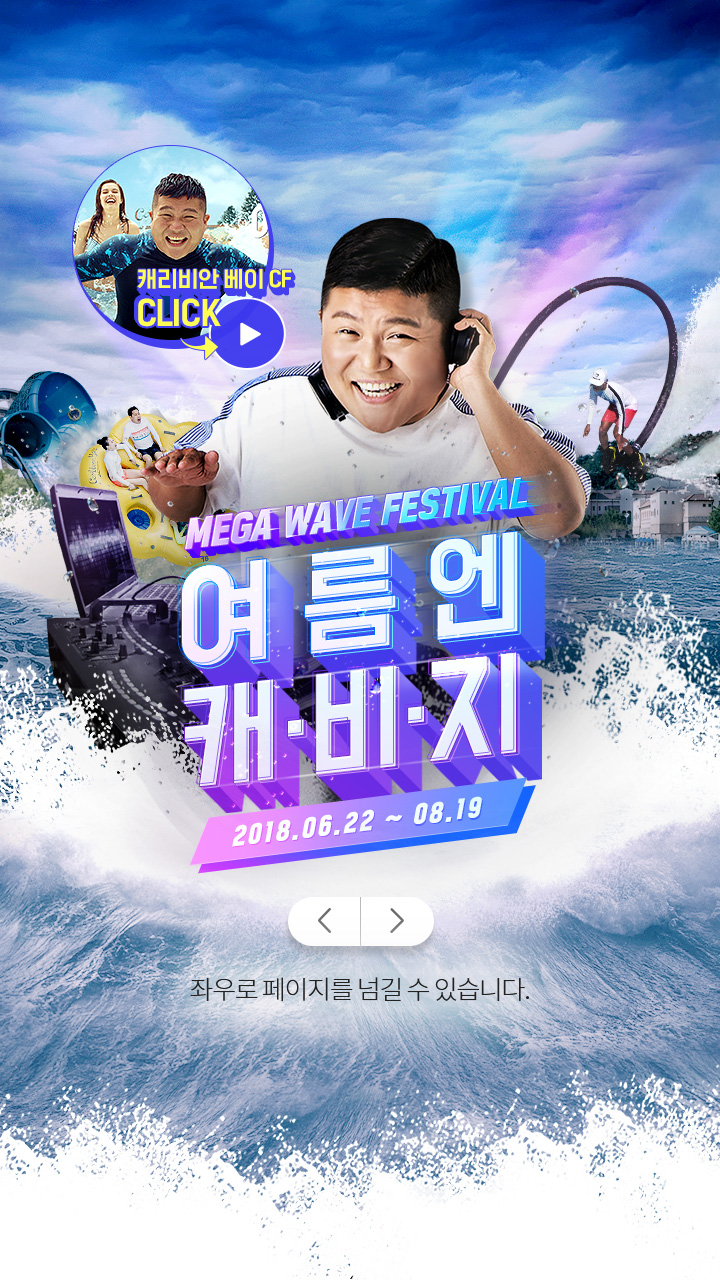 캐리비안 베이 CF
CLICK
MEGA WAVE FESTIVAL
여름엔
캐·비·지
2018.06.22 ~ 08.19
좌우로 페이지를 넘길 수 있습니다.